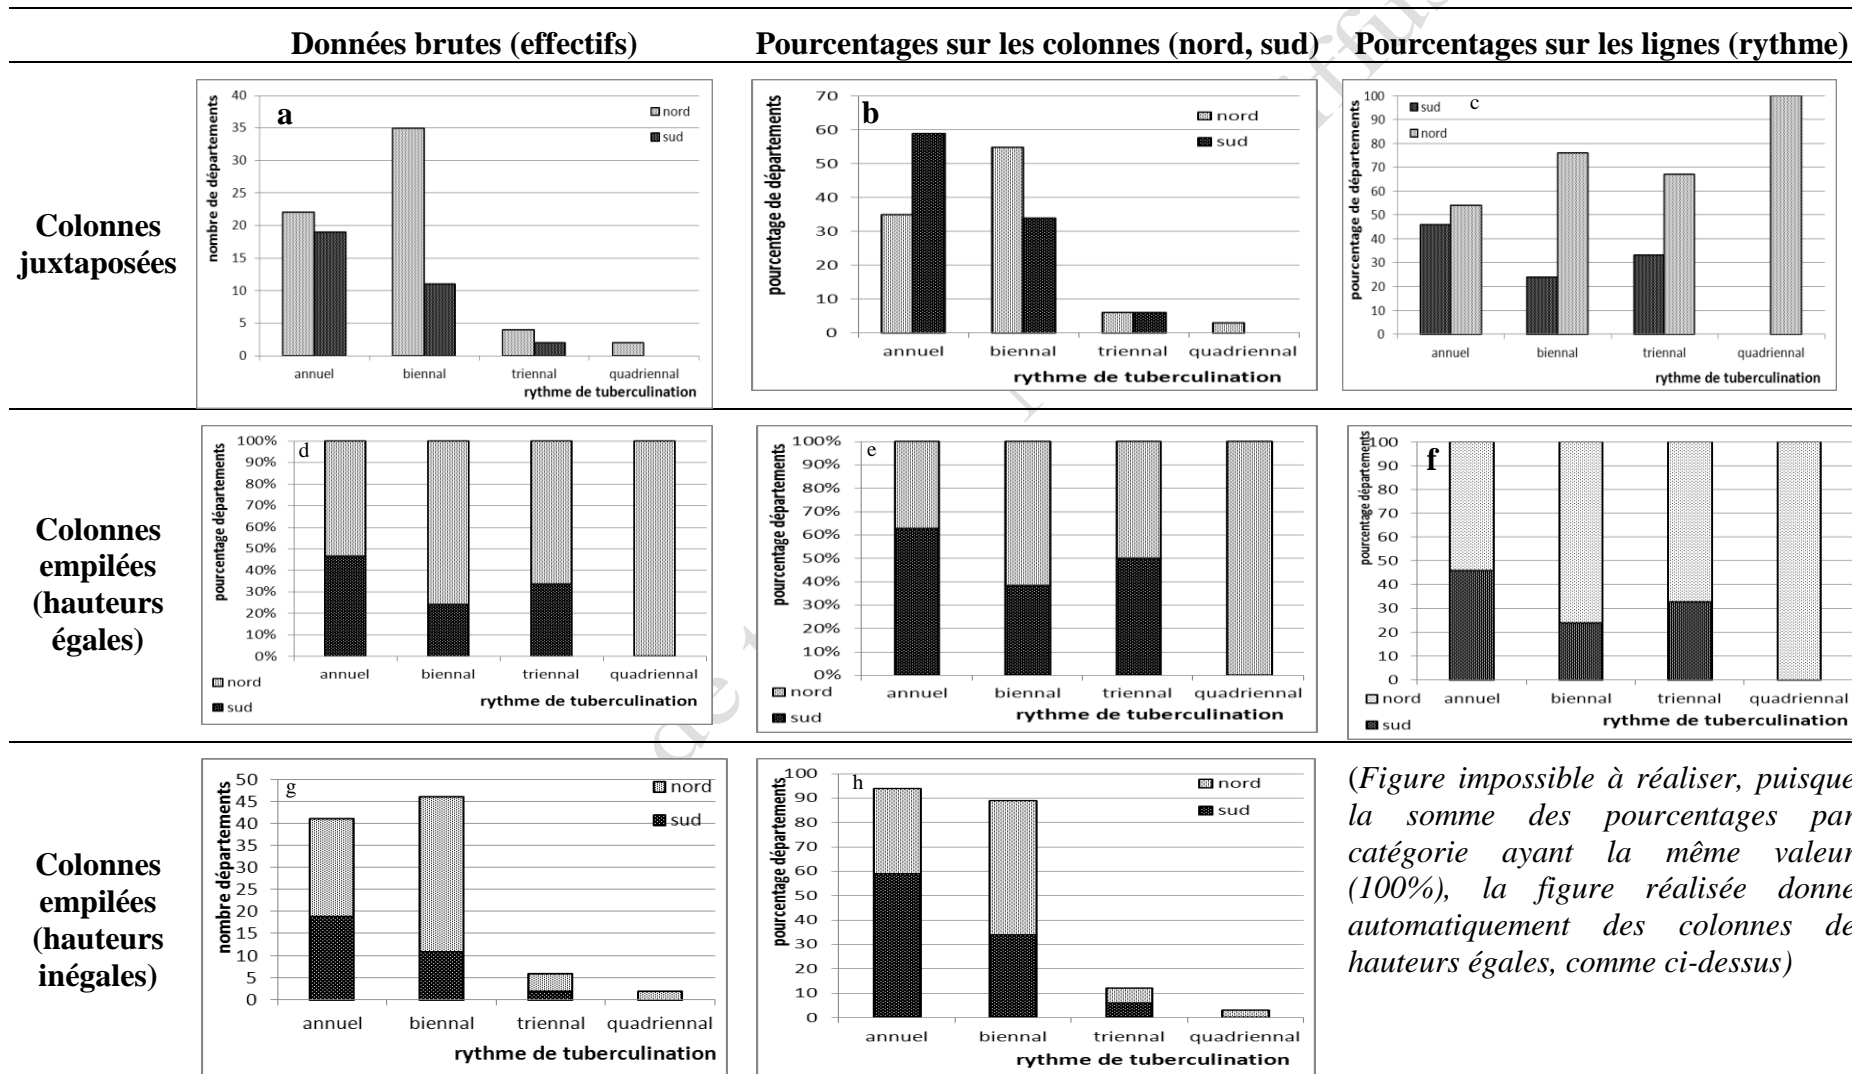 Données brutes (effectifs) Pourcentages sur les colonnes (nord, sud) Pourcentages sur les lignes (rythme)
Colonnes
juxtaposées
a
nombre de départements
40
35
30
25
20
15
10
5
0
nord
sud
annuel biennal triennal quadriennal
rythme de tuberculination
b
pourcentage de départements
70
60
50
40
30
20
10
0
nord
sud
annuel biennal triennal quadriennal
rythme de tuberculination
c
pourcentage de départements
100
90
80
70
60
50
40
30
20
10
0
sud
nord
annuel biennal triennal quadriennal
rythme de tuberculination
Colonnes
empilées
(hauteurs
égales)
d
pourcentage départements
100%
90%
80%
70%
60%
50%
40%
30%
20%
10%
0%
annuel biennal triennal quadriennal
nord
sud
rythme de tuberculination
e
pourcentage départements
100%
90%
80%
70%
60%
50%
40%
30%
20%
10%
0%
annuel biennal triennal quadriennal
nord
sud
rythme de tuberculination
f
pourcentage départements
100
90
80
70
60
50
40
30
20
10
0
annuel biennal triennal quadriennal
nord
sud
rythme de tuberculination
Colonnes
empilées
(hauteurs
inégales)
g
nombre départements
50
45
40
35
30
25
20
15
10
5
0
nord
sud
annuel biennal triennal quadriennal
rythme de tuberculination
h
pourcentage départements
100
90
80
70
60
50
40
30
20
10
0
nord
sud
annuel biennal triennal quadriennal
rythme de tuberculination
(Figure impossible à réaliser, puisque
la somme des pourcentages par
catégorie ayant la même valeur
(100%), la figure réalisée donne
automatiquement des colonnes de
hauteurs égales, comme ci-dessus)